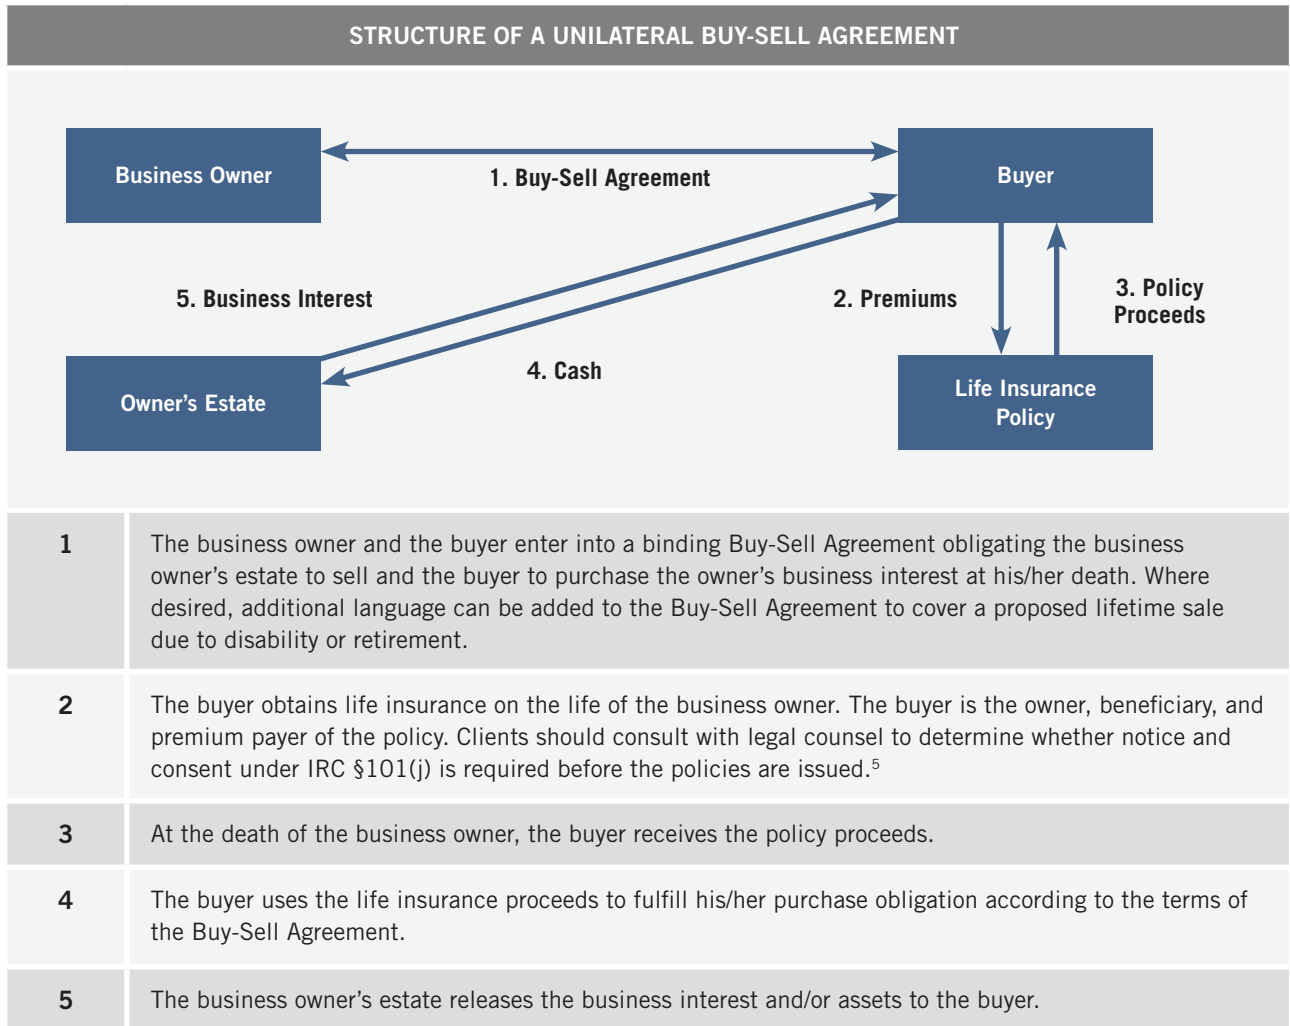 STRUCTURE OF A UNILATERAL BUY-SELL AGREEMENT
Business Owner
1. Buy-Sell Agreement
Buyer
5. Business Interest
2. Premiums
3. Policy
Proceeds
4. Cash
Owner’s Estate
Life Insurance
Policy
1
The business owner and the buyer enter into a binding Buy-Sell Agreement obligating the business
owner’s estate to sell and the buyer to purchase the owner’s business interest at his/her death. Where
desired, additional language can be added to the Buy-Sell Agreement to cover a proposed lifetime sale
due to disability or retirement.
2
The buyer obtains life insurance on the life of the business owner. The buyer is the owner, beneficiary, and
premium payer of the policy. Clients should consult with legal counsel to determine whether notice and
consent under IRC §101(j) is required before the policies are issued.⁵
3
At the death of the business owner, the buyer receives the policy proceeds.
4
The buyer uses the life insurance proceeds to fulfill his/her purchase obligation according to the terms of
the Buy-Sell Agreement.
5
The business owner’s estate releases the business interest and/or assets to the buyer.